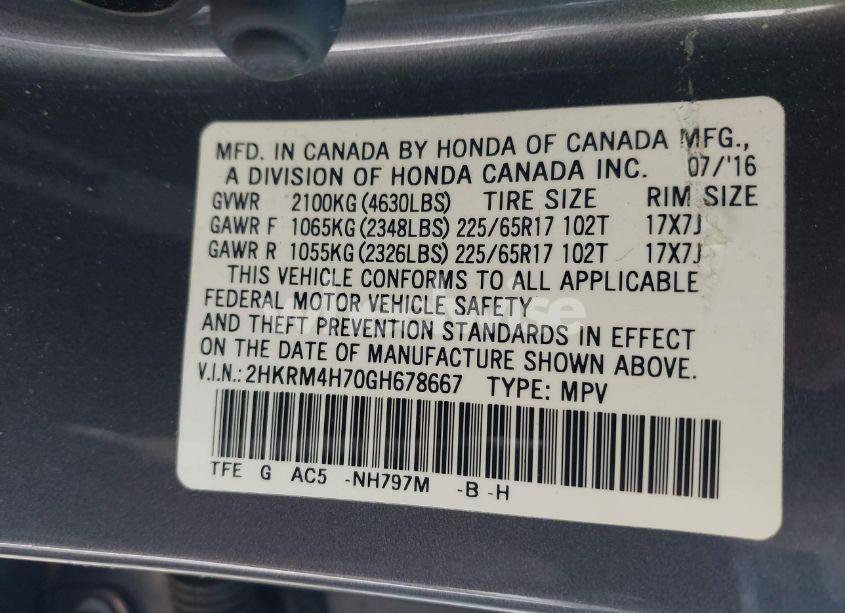 MFD. IN CANADA BY HONDA OF CANADA MFG.,
A DIVISION OF HONDA CANADA INC. 07/'16
GVWR 2100KG (4630LBS) TIRE SIZE RIM SIZE
GAWR F 1065KG (2348LBS) 225/65R17 102T 17X7J
GAWR R 1055KG (2326LBS) 225/65R17 102T 17X7J
THIS VEHICLE CONFORMS TO ALL APPLICABLE
FEDERAL MOTOR VEHICLE SAFETY
AND THEFT PREVENTION STANDARDS IN EFFECT
ON THE DATE OF MANUFACTURE SHOWN ABOVE.
V.I.N.: 2HKRM4H70GH678667 TYPE: MPV
TFE G AC5 -NH797M -B -H